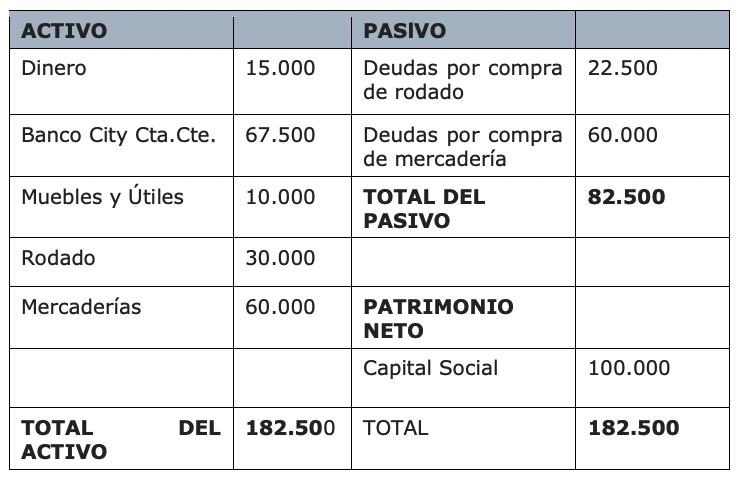 ACTIVO PASIVO
Dinero 15.000 Deudas por compra 22.500
de rodado
Banco City Cta.Cte. 67.500 Deudas por compra 60.000
de mercadería
Muebles y Útiles 10.000 TOTAL DEL 82.500
PASIVO
Rodado 30.000
Mercaderías 60.000 PATRIMONIO
NETO
Capital Social 100.000
TOTAL DEL 182.500 TOTAL 182.500
ACTIVO